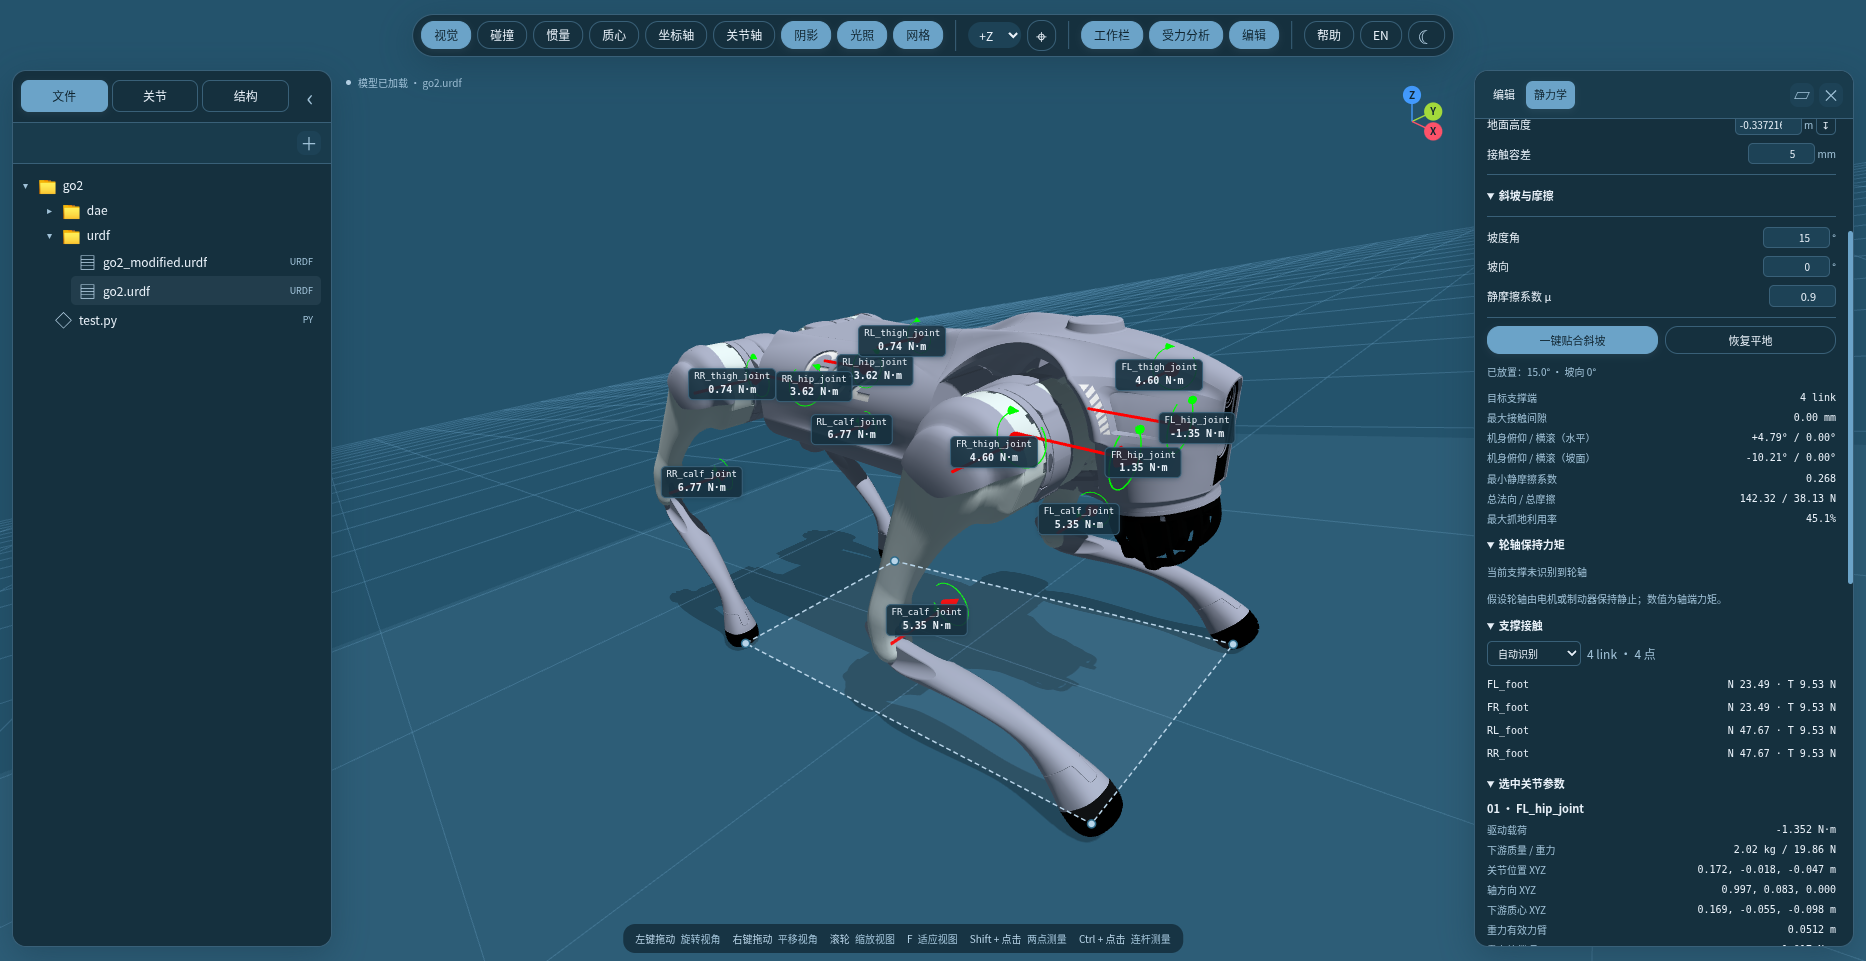 视觉 碰撞 惯量 质心 坐标轴 关节轴 阴影 光照 网格 +Z 工作栏 受力分析 编辑 帮助 EN
文件 关节 结构
go2
dae
urdf
go2_modified.urdf URDF
go2.urdf URDF
test.py PY
模型已加载 · go2.urdf
Z
Y
X
RL_thigh_joint
0.74 N·m
RL_hip_joint
3.62 N·m
RR_thigh_joint
0.74 N·m
RR_hip_joint
3.62 N·m
FL_thigh_joint
4.60 N·m
RL_calf_joint
6.77 N·m
FL_hip_joint
-1.35 N·m
FR_thigh_joint
4.60 N·m
FR_hip_joint
1.35 N·m
RR_calf_joint
6.77 N·m
FL_calf_joint
5.35 N·m
FR_calf_joint
5.35 N·m
左键拖动 旋转视角 右键拖动 平移视角 滚轮 缩放视图 F 适应视图 Shift + 点击 两点测量 Ctrl + 点击 连杆测量
编辑 静力学
地面高度 -0.33721 m
接触容差 5 mm
斜坡与摩擦
坡度角 15 °
坡向 0 °
静摩擦系数 μ 0.9
一键贴合斜坡 恢复平地
已放置：15.0° · 坡向 0°
目标支撑端 4 link
最大接触间隙 0.00 mm
机身俯仰 / 横滚（水平） +4.79° / 0.00°
机身俯仰 / 横滚（坡面） -10.21° / 0.00°
最小静摩擦系数 0.268
总法向 / 总摩擦 142.32 / 38.13 N
最大抓地利用率 45.1%
轮轴保持力矩
当前支撑未识别到轮轴
假设轮轴由电机或制动器保持静止；数值为轴端力矩。
支撑接触
自动识别 4 link · 4 点
FL_foot N 23.49 · T 9.53 N
FR_foot N 23.49 · T 9.53 N
RL_foot N 47.67 · T 9.53 N
RR_foot N 47.67 · T 9.53 N
选中关节参数
01 · FL_hip_joint
驱动载荷 -1.352 N·m
下游质量 / 重力 2.02 kg / 19.86 N
关节位置 XYZ 0.172, -0.018, -0.047 m
轴方向 XYZ 0.997, 0.083, 0.000
下游质心 XYZ 0.169, -0.055, -0.098 m
重力有效力臂 0.0512 m